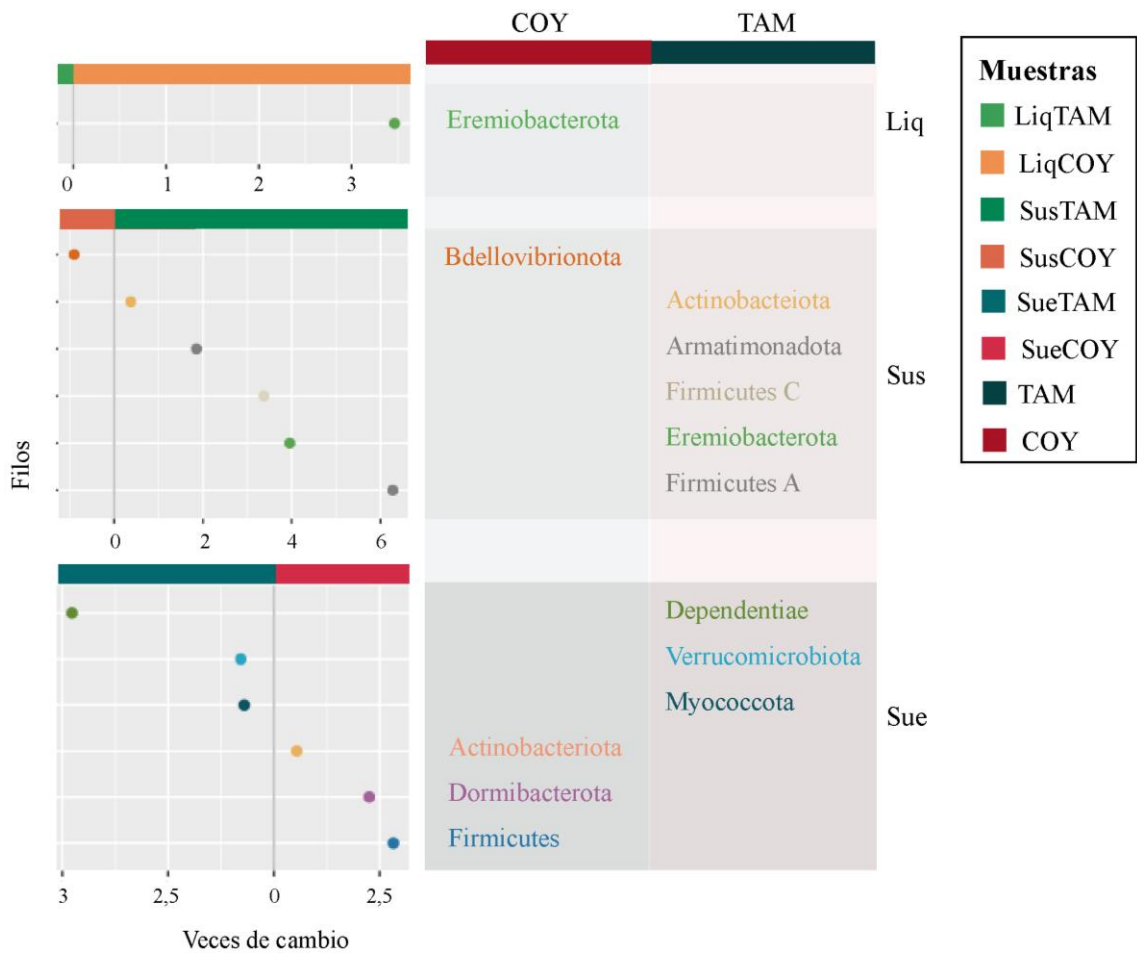 COY
TAM
Eremiobacterota
Liq
0
1
2
3
Bdellovibrionota
Actinobacteiota
Armatimonadota
Firmicutes C
Eremiobacterota
Firmicutes A
Sus
0
2
4
6
Filos
Dependentiae
Verrucomicrobiota
Myococcota
Actinobacteriota
Dormibacterota
Firmicutes
Sue
3
2,5
0
2,5
Veces de cambio
Muestras
LiqTAM
LiqCOY
SusTAM
SusCOY
SueTAM
SueCOY
TAM
COY